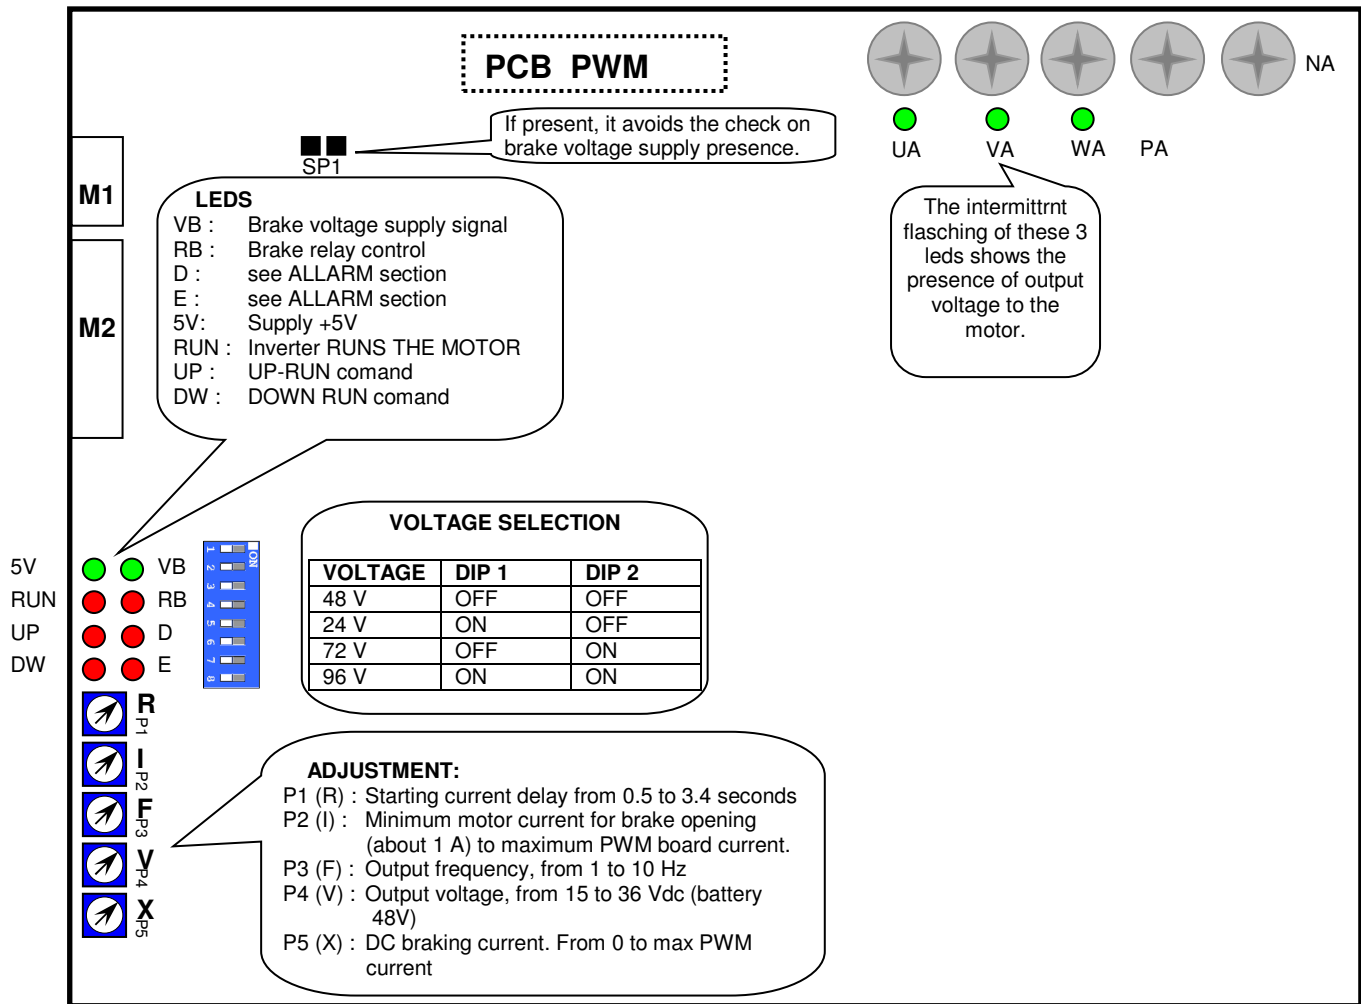 PCB PWM
NA
If present, it avoids the check on
brake voltage supply presence.
SP1
UA VA WA PA
M1
M2
LEDS
VB : Brake voltage supply signal
RB : Brake relay control
D : see ALLARM section
E : see ALLARM section
5V: Supply +5V
RUN : Inverter RUNS THE MOTOR
UP : UP-RUN comand
DW : DOWN RUN comand
The intermittrnt
flasching of these 3
leds shows the
presence of output
voltage to the
motor.
5V VB
RUN RB
UP D
DW E
ON
1
2
3
4
5
6
7
8
VOLTAGE SELECTION
VOLTAGE DIP 1 DIP 2
48 V OFF OFF
24 V ON OFF
72 V OFF ON
96 V ON ON
R P1
I P2
F P3
V P4
X P5
ADJUSTMENT:
P1 (R) : Starting current delay from 0.5 to 3.4 seconds
P2 (I) : Minimum motor current for brake opening
(about 1 A) to maximum PWM board current.
P3 (F) : Output frequency, from 1 to 10 Hz
P4 (V) : Output voltage, from 15 to 36 Vdc (battery
48V)
P5 (X) : DC braking current. From 0 to max PWM
current